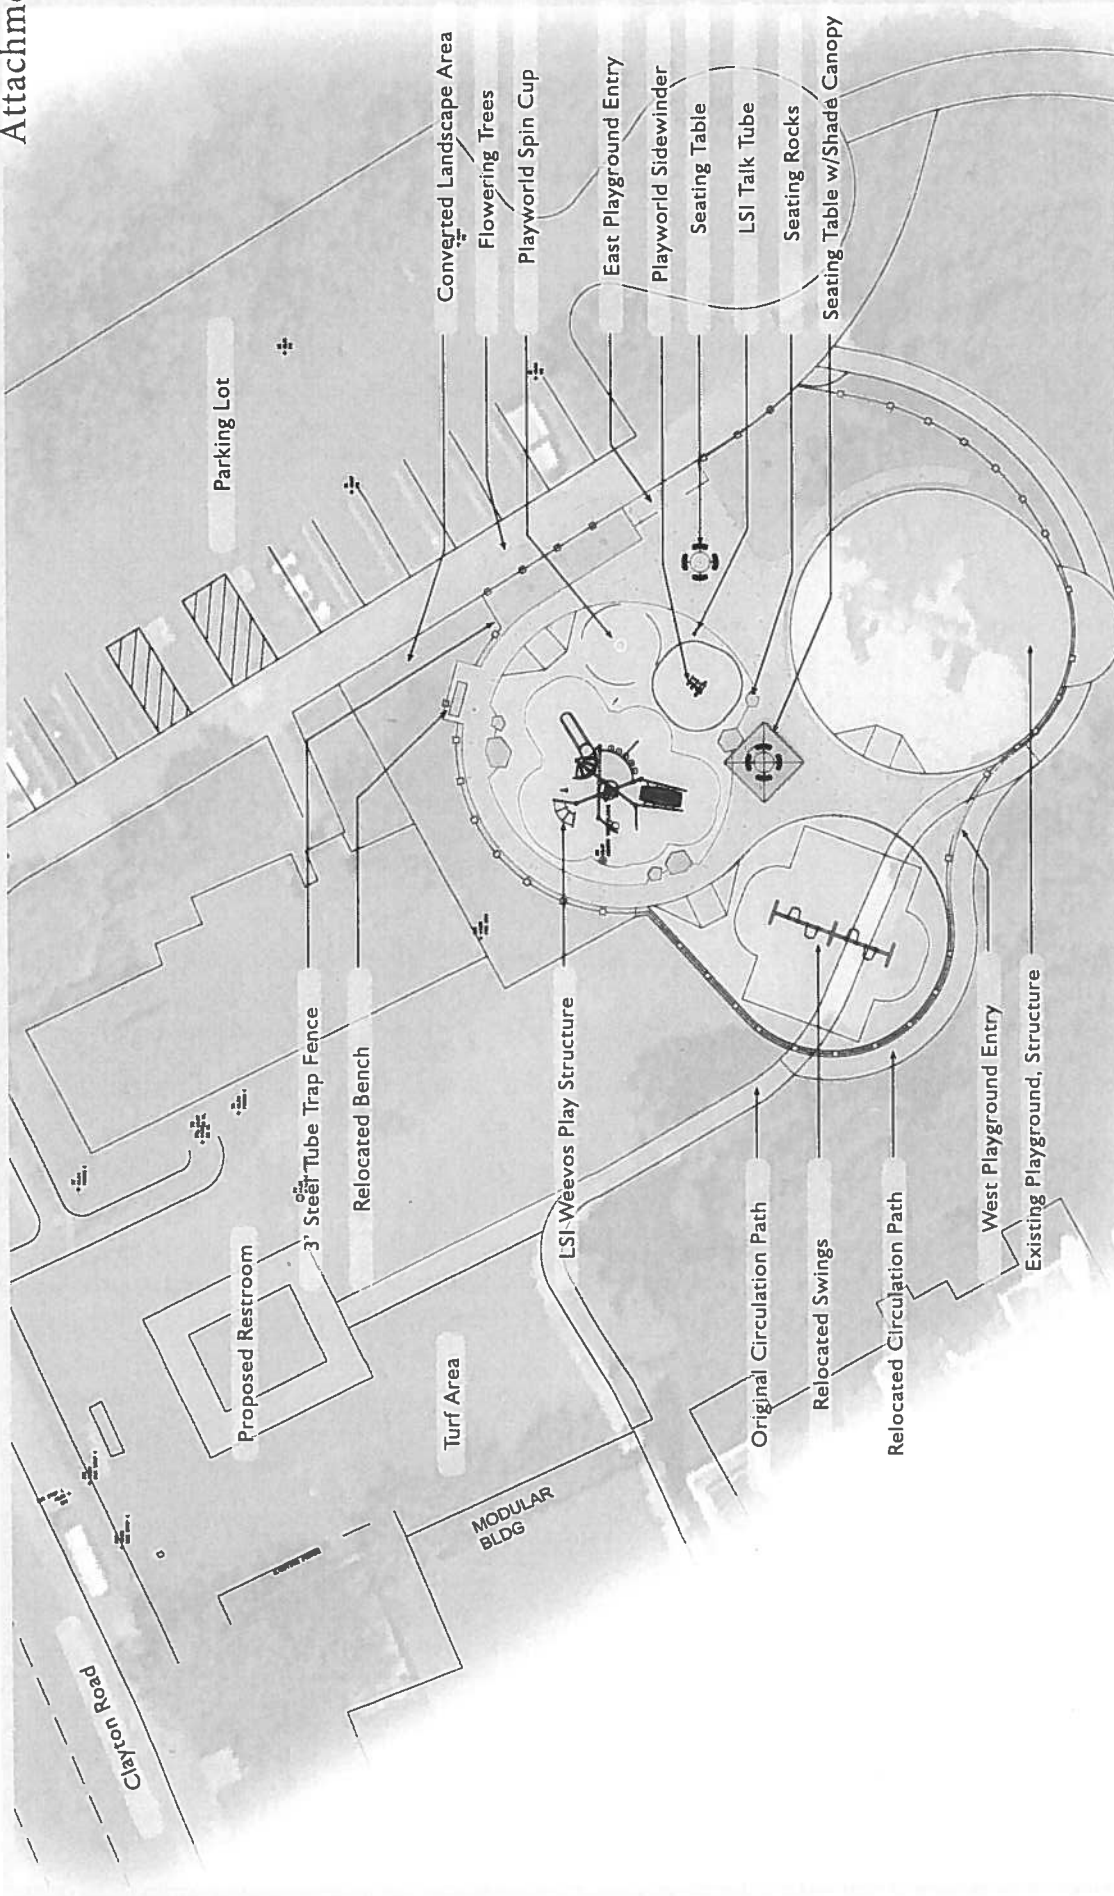 Attachm
Converted Landscape Area
Flowering Trees
Playworld Spin Cup
East Playground Entry
Playworld Sidewinder
Seating Table
LSI Talk Tube
Seating Rocks
Seating Table w/Shade Canopy
Parking Lot
3' Steel Tube Trap Fence
Relocated Bench
LSI Weevos Play Structure
Proposed Restroom
Turf Area
MODULAR
BLDG
Clayton Road
Original Circulation Path
Relocated Swings
Relocated Circulation Path
West Playground Entry
Existing Playground, Structure